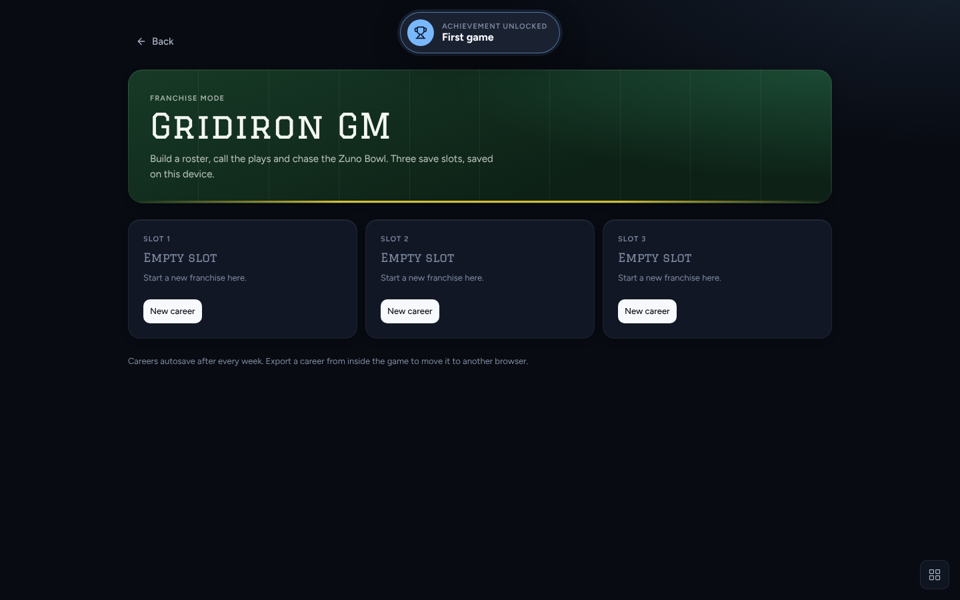 ACHIEVEMENT UNLOCKED
First game
Back
FRANCHISE MODE
Gridiron GM
Build a roster, call the plays and chase the Zuno Bowl. Three save slots, saved
on this device.
SLOT 1
Empty slot
Start a new franchise here.
New career
SLOT 2
Empty slot
Start a new franchise here.
New career
SLOT 3
Empty slot
Start a new franchise here.
New career
Careers autosave after every week. Export a career from inside the game to move it to another browser.